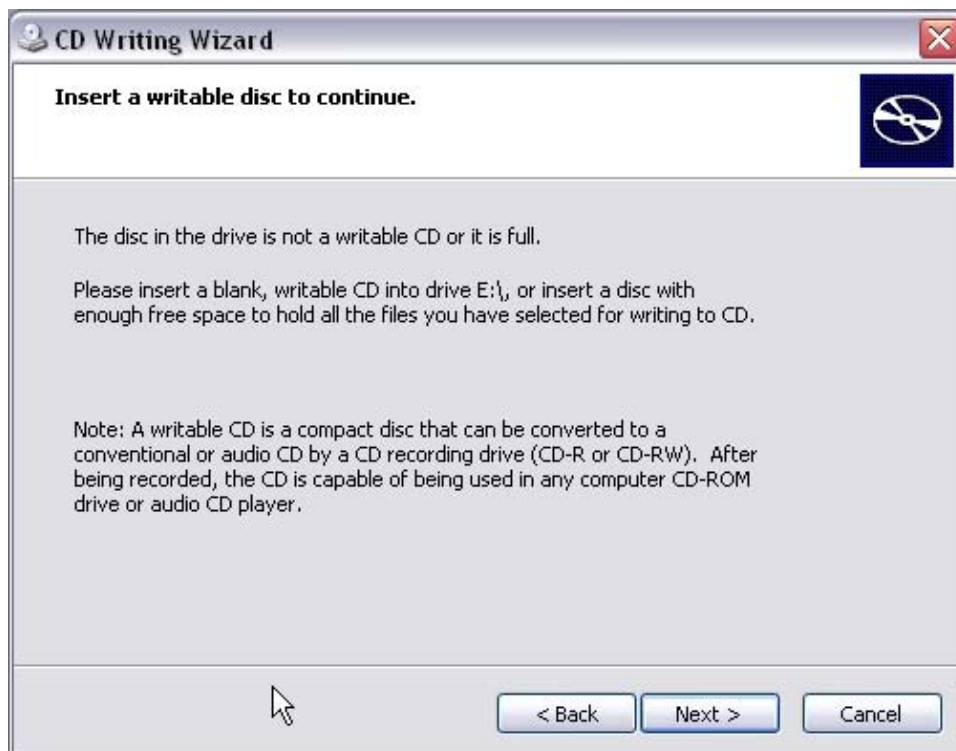 CD Writing Wizard
Insert a writable disc to continue.
The disc in the drive is not a writable CD or it is full.
Please insert a blank, writable CD into drive E:\, or insert a disc with
enough free space to hold all the files you have selected for writing to CD.
Note: A writable CD is a compact disc that can be converted to a
conventional or audio CD by a CD recording drive (CD-R or CD-RW).  After
being recorded, the CD is capable of being used in any computer CD-ROM
drive or audio CD player.
< Back
Next >
Cancel